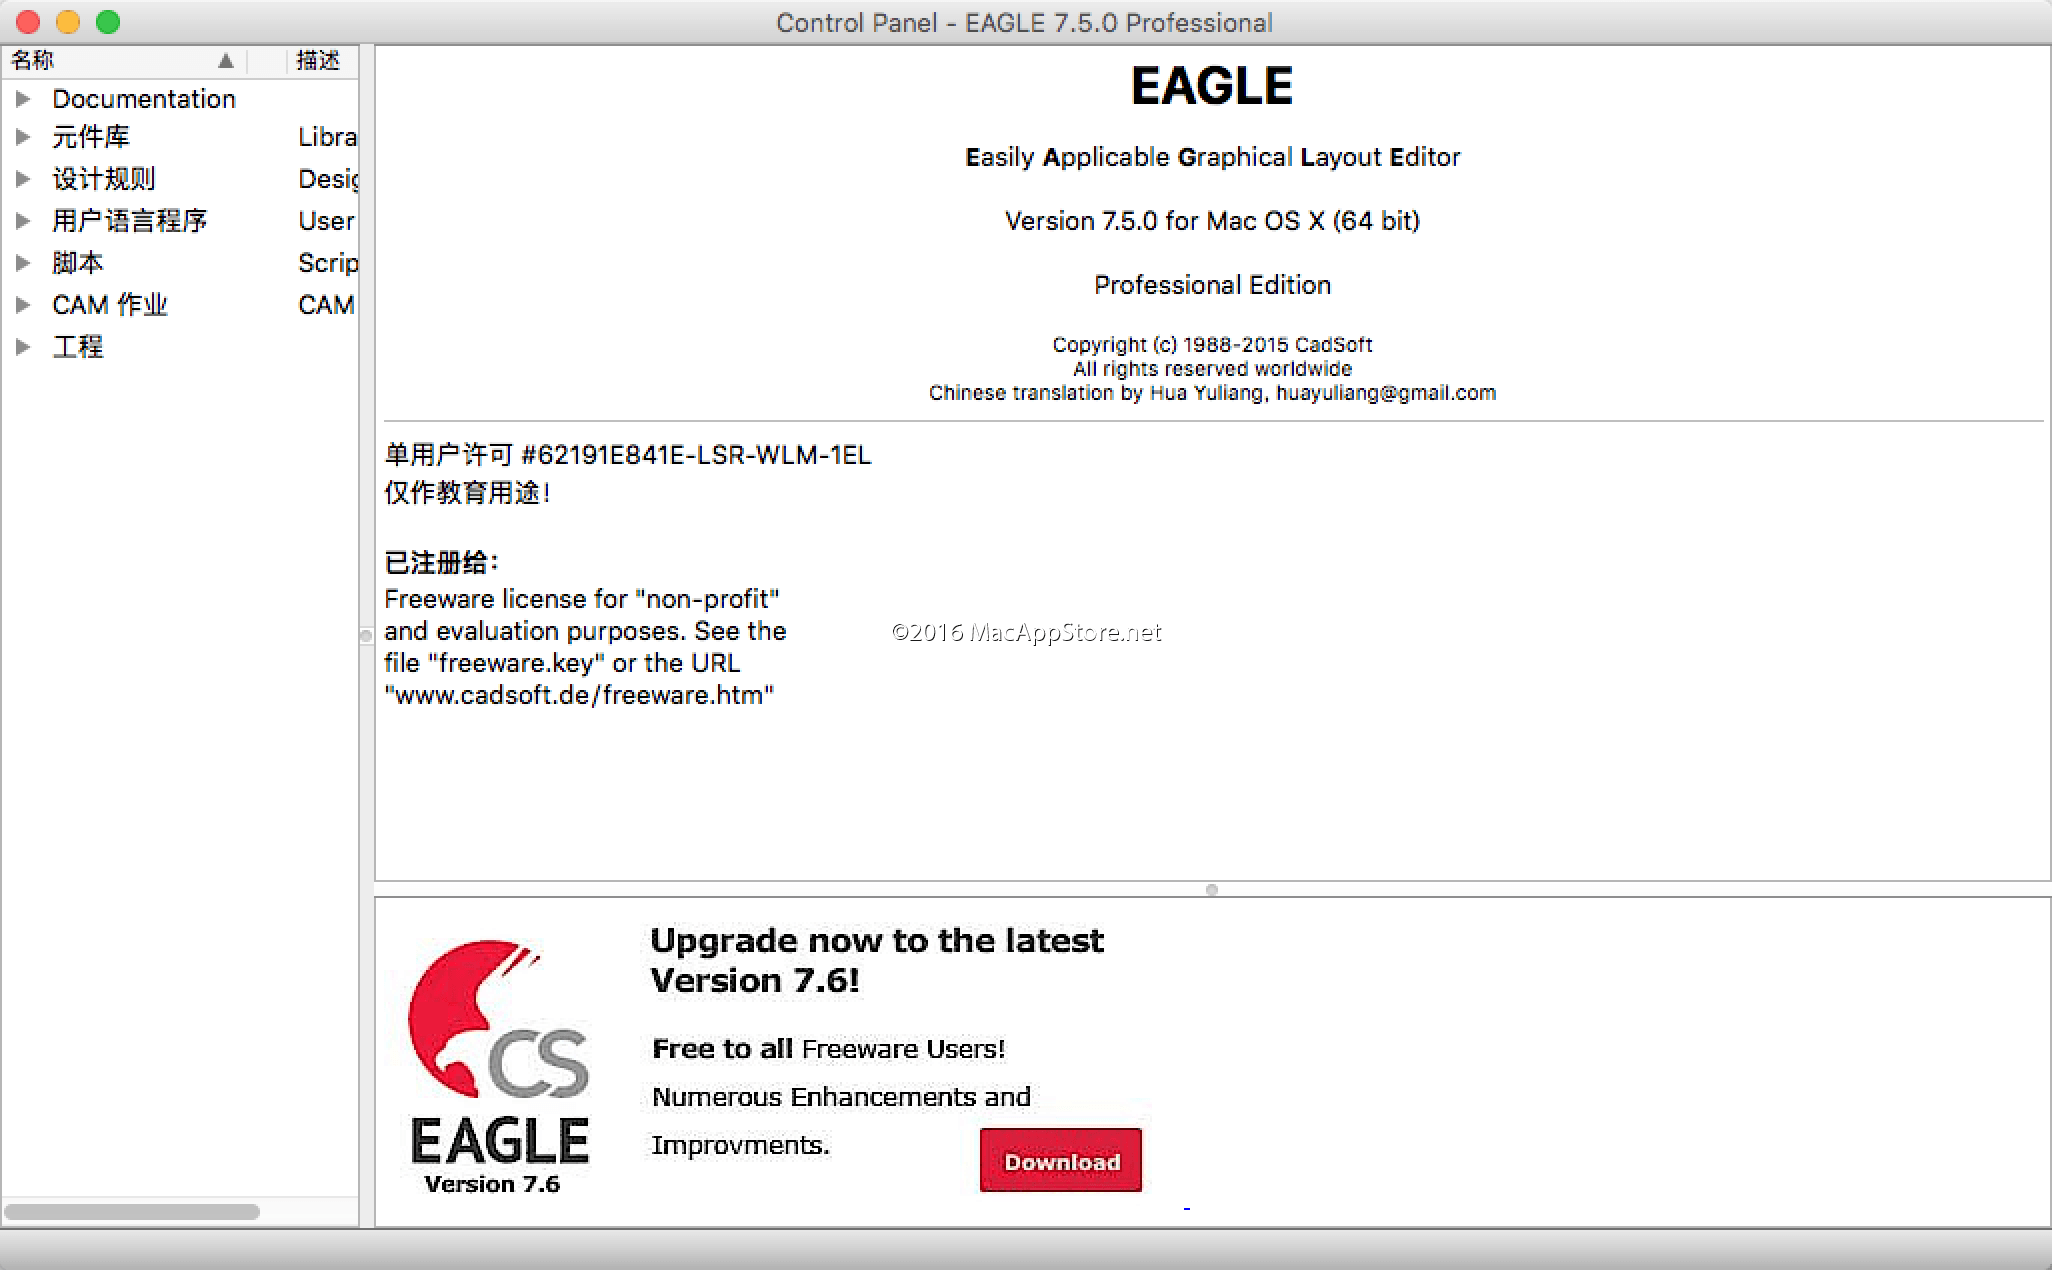 Control Panel - EAGLE 7.5.0 Professional
名称 描述
Documentation
元件库 Libra
设计规则 Desig
用户语言程序 User
脚本 Scrip
CAM 作业 CAM
工程
EAGLE
Easily Applicable Graphical Layout Editor
Version 7.5.0 for Mac OS X (64 bit)
Professional Edition
Copyright (c) 1988-2015 CadSoft
All rights reserved worldwide
Chinese translation by Hua Yuliang, huayuliang@gmail.com
单用户许可 #62191E841E-LSR-WLM-1EL
仅作教育用途!
已注册给:
Freeware license for "non-profit"
and evaluation purposes. See the
file "freeware.key" or the URL
"www.cadsoft.de/freeware.htm"
©2016 MacAppStore.net
Upgrade now to the latest
Version 7.6!
Free to all Freeware Users!
Numerous Enhancements and
Improvments.
Download
CS
EAGLE
Version 7.6